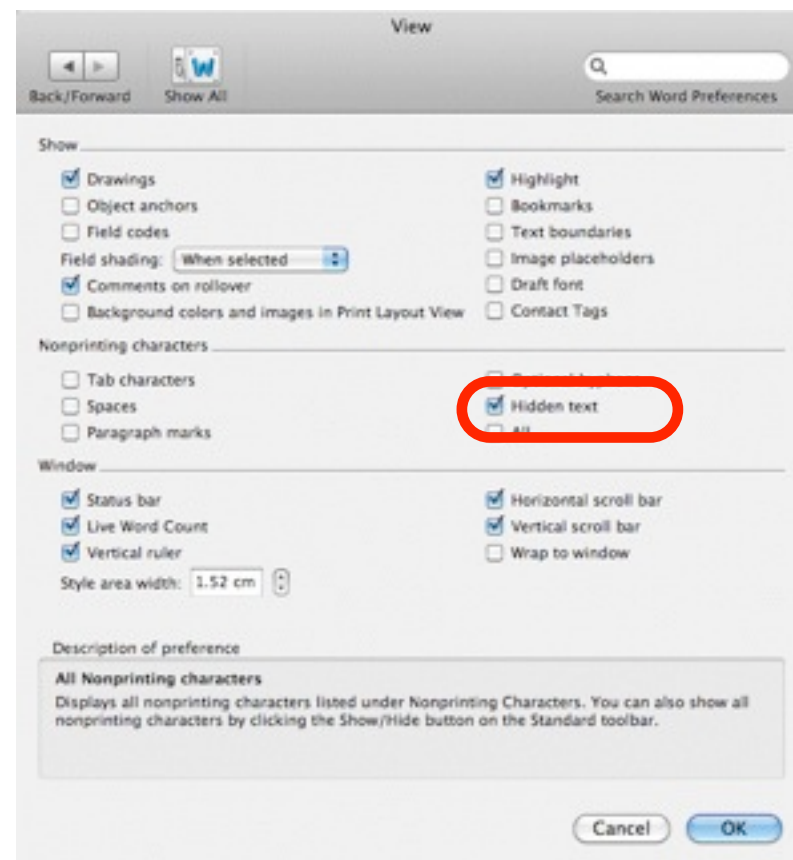 View
Back/Forward Show All Search Word Preferences
Show
Drawings Highlight
Object anchors Bookmarks
Field codes Text boundaries
Field shading: When selected Image placeholders
Comments on rollover Draft font
Background colors and images in Print Layout View Contact Tags
Nonprinting characters
Tab characters
Spaces Hidden text
Paragraph marks All
Window
Status bar Horizontal scroll bar
Live Word Count Vertical scroll bar
Vertical ruler Wrap to window
Style area width: 1.52 cm
Description of preference
All Nonprinting characters
Displays all nonprinting characters listed under Nonprinting Characters. You can also show all
nonprinting characters by clicking the Show/Hide button on the Standard toolbar.
Cancel OK